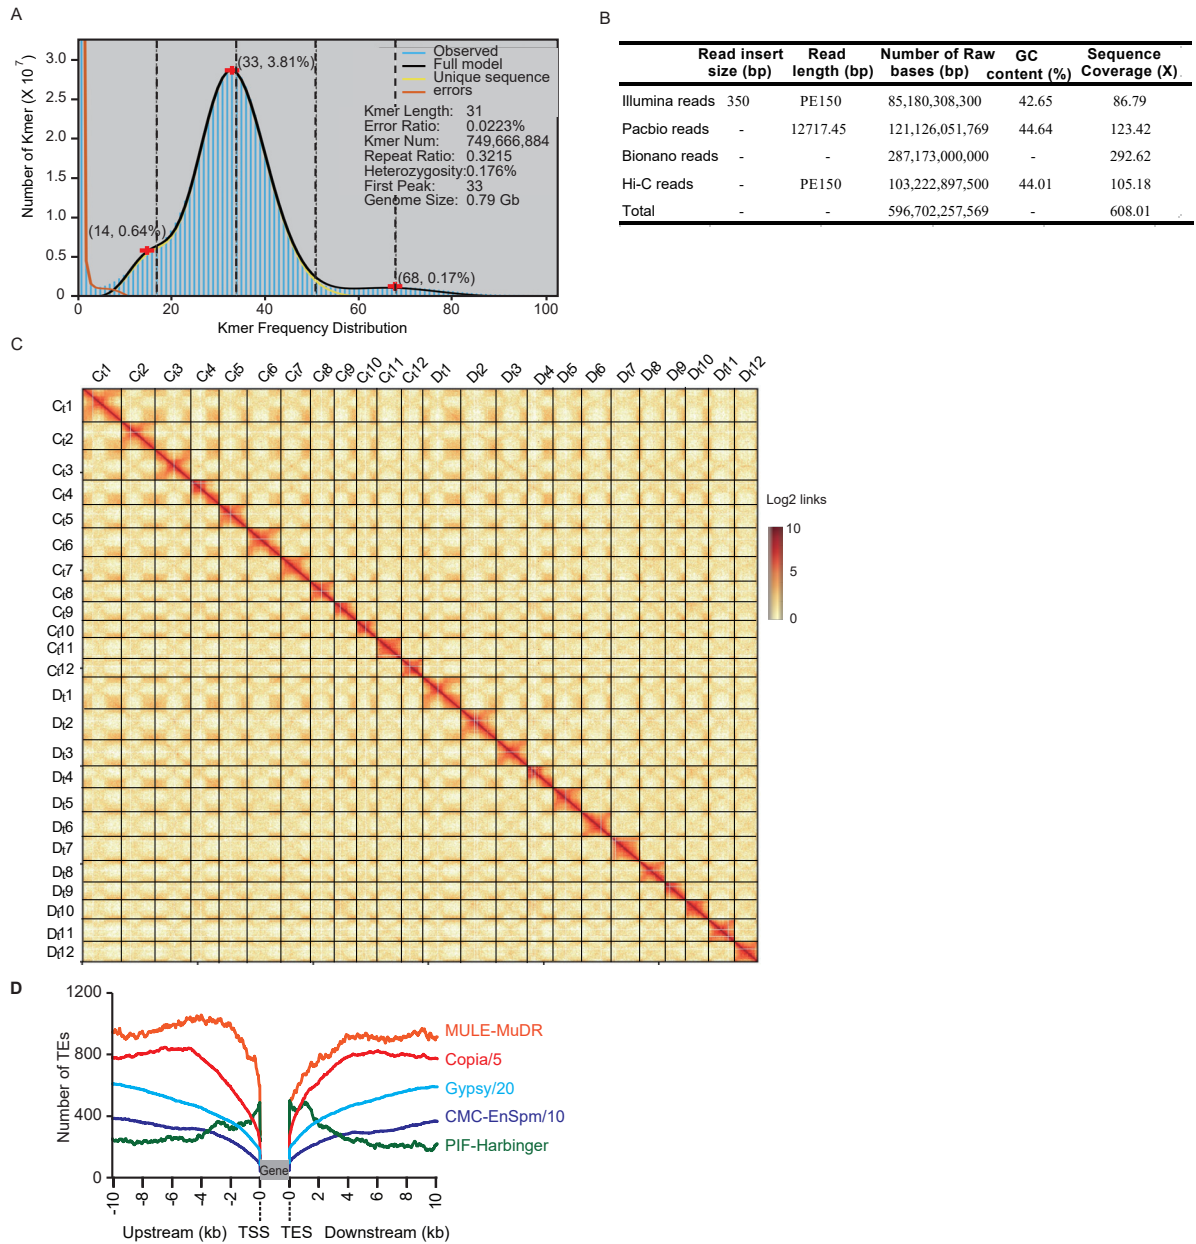 A
Number of Kmer (X 10^7)
3.0
2.5
2.0
1.5
1.0
0.5
0
(33, 3.81%)
(14, 0.64%)
(68, 0.17%)
Observed
Full model
Unique sequence
errors
Kmer Length: 31
Error Ratio: 0.0223%
Kmer Num: 749,666,884
Repeat Ratio: 0.3215
Heterozygosity:0.176%
First Peak: 33
Genome Size: 0.79 Gb
0 20 40 60 80 100
Kmer Frequency Distribution
B
Read insert size (bp) Read length (bp) Number of Raw bases (bp) GC content (%) Sequence Coverage (X)
Illumina reads 350 PE150 85,180,308,300 42.65 86.79
Pacbio reads - 12717.45 121,126,051,769 44.64 123.42
Bionano reads - - 287,173,000,000 - 292.62
Hi-C reads - PE150 103,222,897,500 44.01 105.18
Total - - 596,702,257,569 - 608.01
C
Ct1 Ct2 Ct3 Ct4 Ct5 Ct6 Ct7 Ct8 Ct9 Ct10 Ct11 Ct12 Dt1 Dt2 Dt3 Dt4 Dt5 Dt6 Dt7 Dt8 Dt9 Dt10 Dt11 Dt12
Ct1
Ct2
Ct3
Ct4
Ct5
Ct6
Ct7
Ct8
Ct9
Ct10
Ct11
Ct12
Dt1
Dt2
Dt3
Dt4
Dt5
Dt6
Dt7
Dt8
Dt9
Dt10
Dt11
Dt12
Log2 links
10
5
0
D
Number of TEs
1200
800
400
0
MULE-MuDR
Copia/5
Gypsy/20
CMC-EnSpm/10
PIF-Harbinger
Gene
-10 -8 -6 -4 -2 -0 -0 2 4 6 8 10
Upstream (kb) TSS TES Downstream (kb)